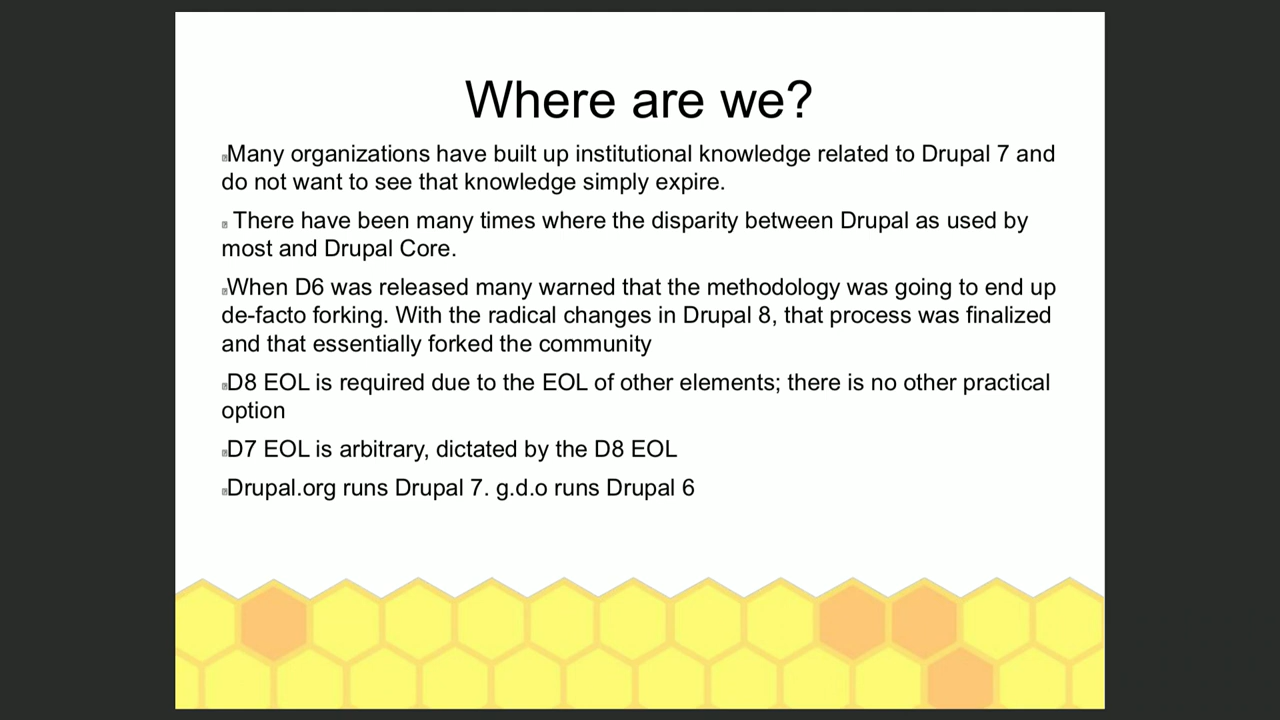 Where are we?
Many organizations have built up institutional knowledge related to Drupal 7 and
do not want to see that knowledge simply expire.
There have been many times where the disparity between Drupal as used by
most and Drupal Core.
When D6 was released many warned that the methodology was going to end up
de-facto forking. With the radical changes in Drupal 8, that process was finalized
and that essentially forked the community
D8 EOL is required due to the EOL of other elements; there is no other practical
option
D7 EOL is arbitrary, dictated by the D8 EOL
Drupal.org runs Drupal 7. g.d.o runs Drupal 6